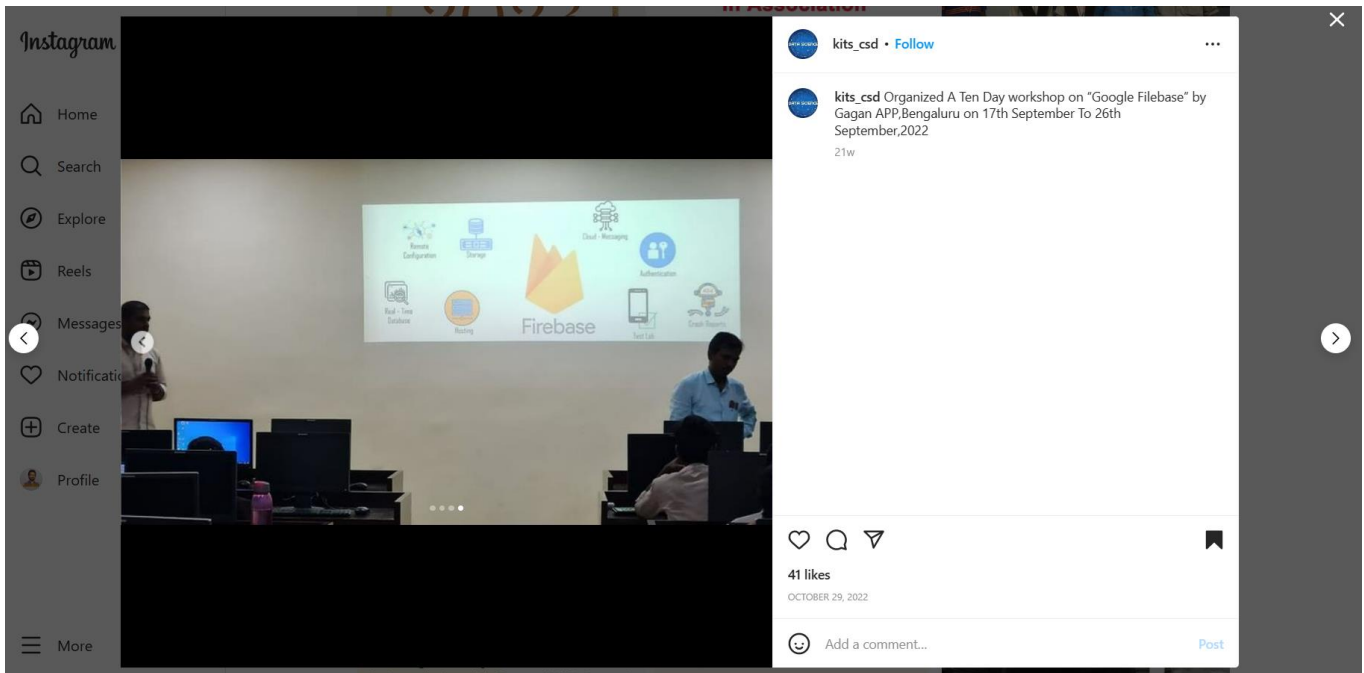 in Association
Instagram
Home
Search
Explore
Reels
Messages
Notificatio
Create
Profile
More
Remote
Configuration
Storage
Cloud - Messaging
Authentication
Real - Time
Database
Hosting
Firebase
Test Lab
Crash Reports
kits_csd • Follow
kits_csd Organized A Ten Day workshop on “Google Filebase” by
Gagan APP,Bengaluru on 17th September To 26th
September,2022
21w
41 likes
OCTOBER 29, 2022
Add a comment...
Post